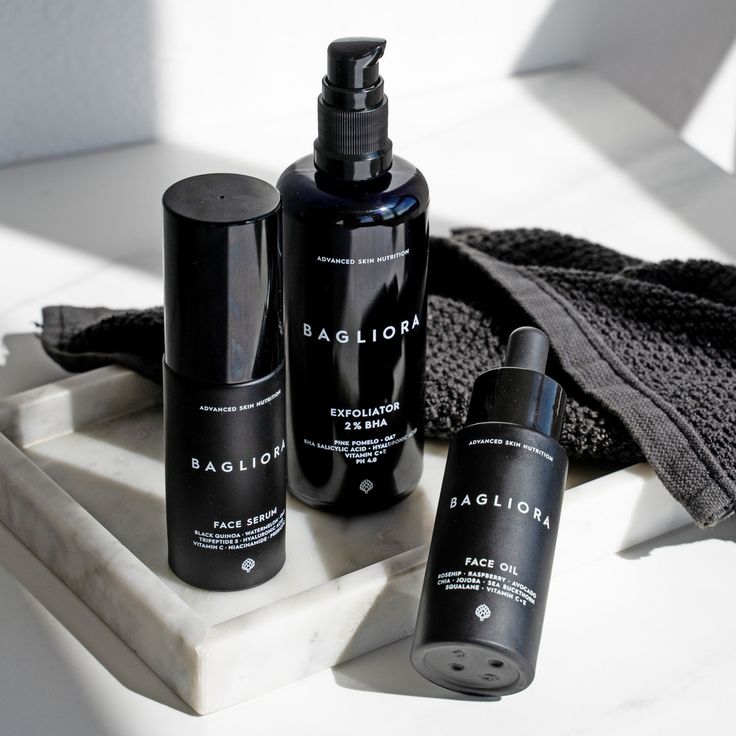 ADVANCED SKIN NUTRITION
BAGLIORA
FACE SERUM
BLACK QUINOA · WATERMELON
TRIPEPTIDE 5 · HYALURONIC
VITAMIN C · NIACINAMIDE
ADVANCED SKIN NUTRITION
BAGLIORA
EXFOLIATOR
2% BHA
PINK POMELO · OAT
BHA SALICYLIC ACID · HYALURONIC ACID
VITAMIN C+E
PH 4.0
ADVANCED SKIN NUTRITION
BAGLIORA
FACE OIL
ROSEHIP · RASPBERRY · AVOCADO
CHIA · JOJOBA · SEA BUCKTHORN
SQUALANE · VITAMIN C+E